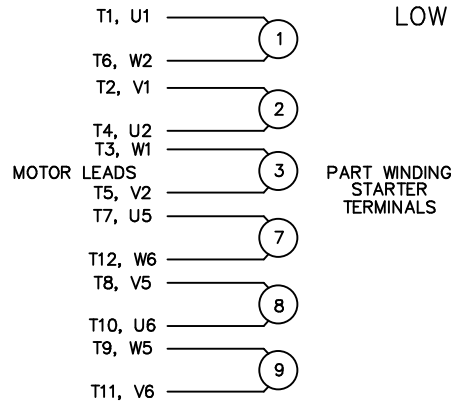 T1, U1
LOW
1
T6, W2
T2, V1
2
T4, U2
T3, W1
MOTOR LEADS
3
PART WINDING
STARTER
TERMINALS
T5, V2
T7, U5
7
T12, W6
T8, V5
8
T10, U6
T9, W5
9
T11, V6